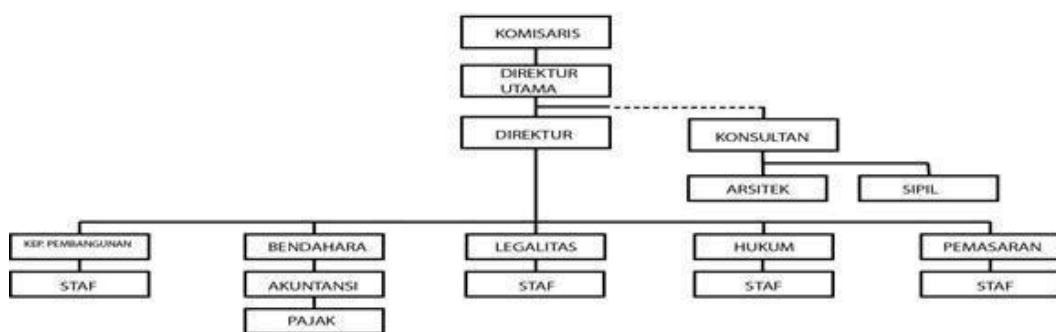 KOMISARIS
DIREKTUR
UTAMA
DIREKTUR
KONSULTAN
ARSITEK
SIPIL
KEP. PEMBANGUNAN
BENDAHARA
LEGALITAS
HUKUM
PEMASARAN
STAF
AKUNTANSI
STAF
STAF
STAF
PAJAK